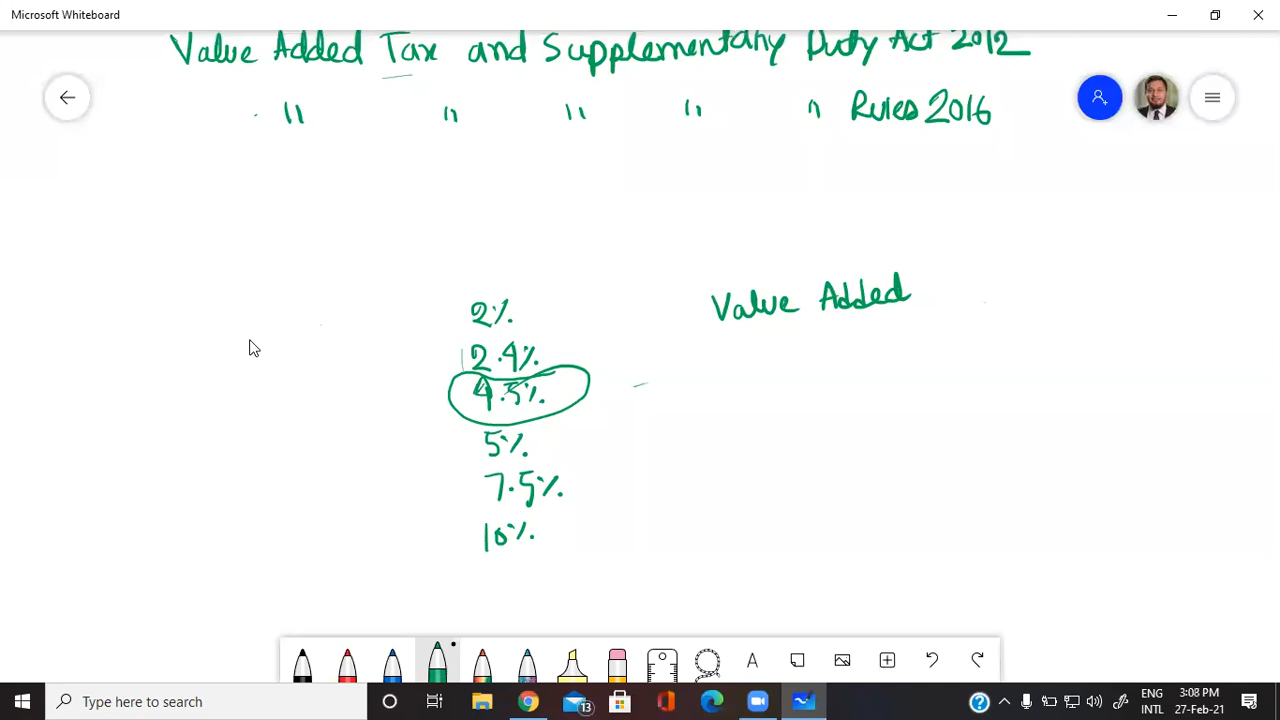 Microsoft Whiteboard
Value Added Tax and Supplementary Duty Act 2012
" " " " " Rules 2016
2%
Value Added
2.4%
4.5%
5%
7.5%
10%
A
Type here to search
13
ENG
INTL
3:08 PM
27-Feb-21